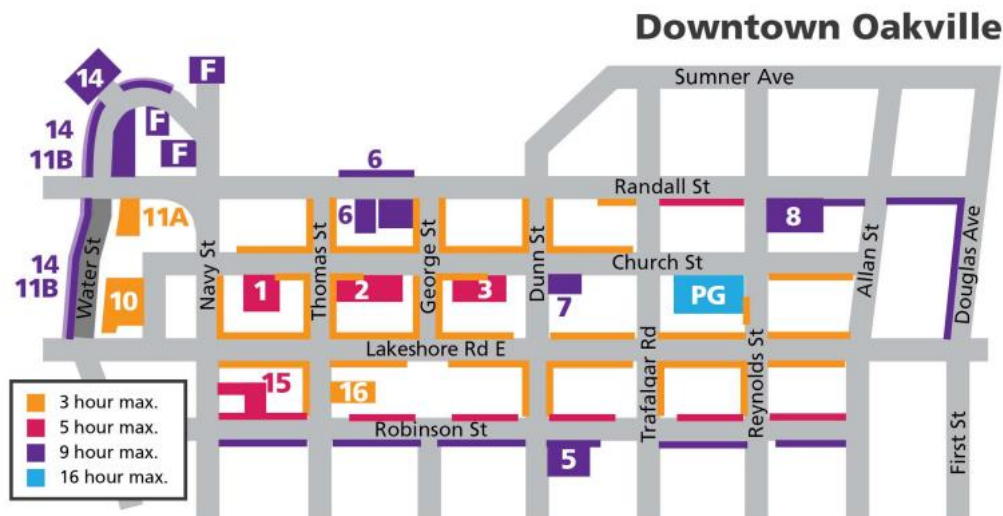 Downtown Oakville
Sumner Ave
14
F
F
F
14
11B
6
Randall St
6
8
11A
Navy St
Thomas St
George St
Dunn St
Church St
Allan St
Douglas Ave
14
11B
Water St
10
1
2
3
7
PG
Lakeshore Rd E
Trafalgar Rd
Reynolds St
15
16
Robinson St
5
First St
3 hour max.
5 hour max.
9 hour max.
16 hour max.